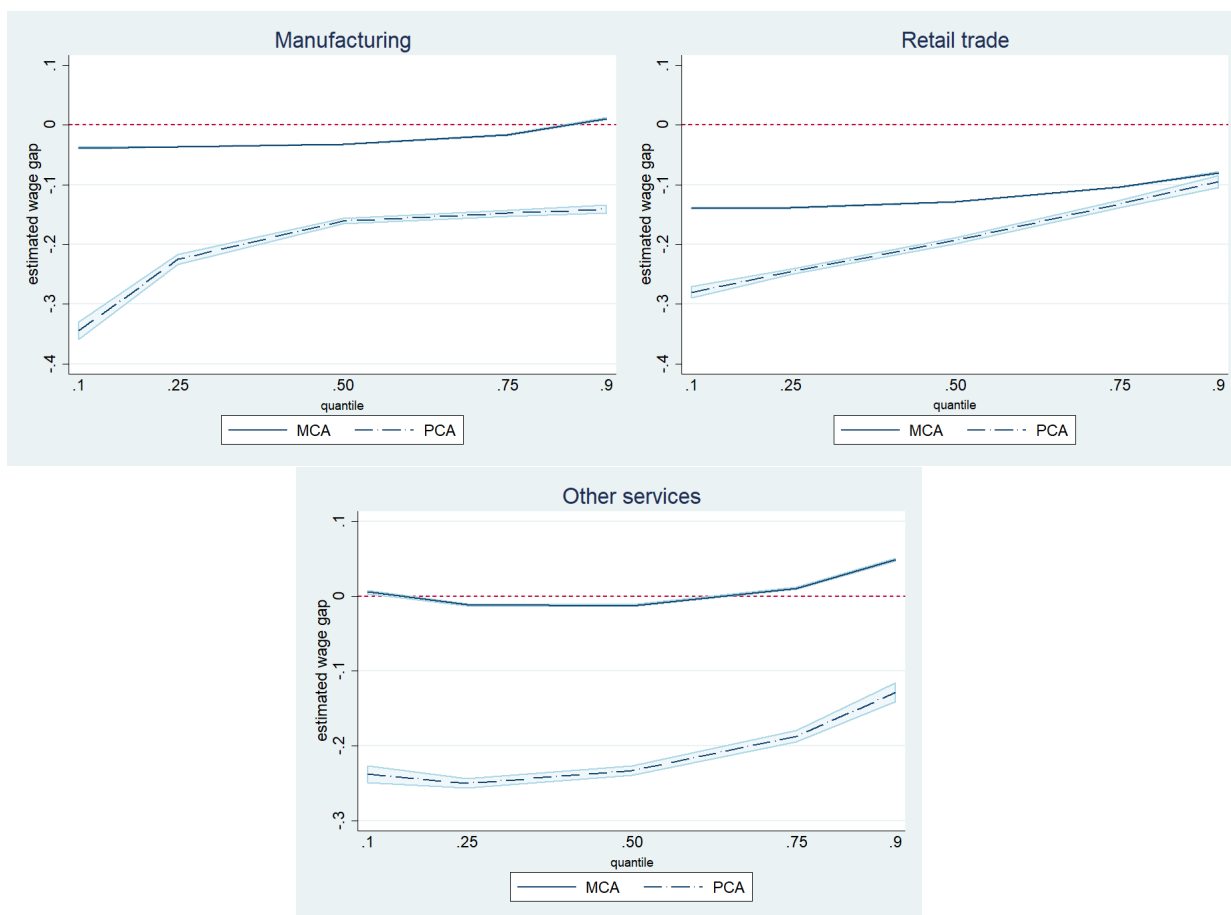 Manufacturing
estimated wage gap
.1
0
-.1
-.2
-.3
-.4
.1 .25 .50 .75 .9
quantile
MCA PCA
Retail trade
estimated wage gap
.1
0
-.1
-.2
-.3
-.4
.1 .25 .50 .75 .9
quantile
MCA PCA
Other services
estimated wage gap
.1
0
-.1
-.2
-.3
.1 .25 .50 .75 .9
quantile
MCA PCA